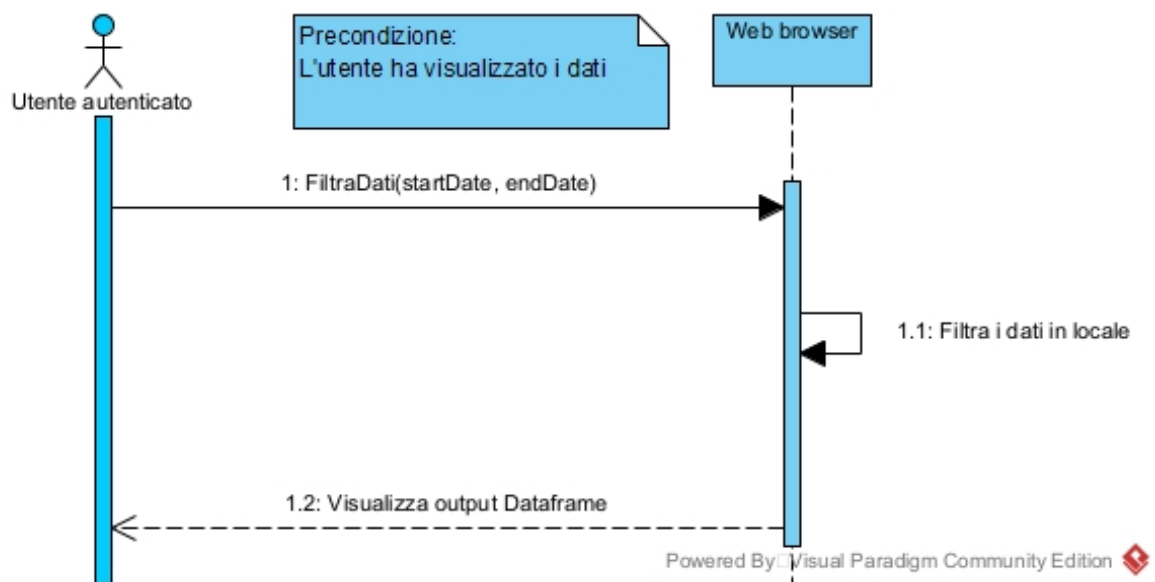 Precondizione:
L'utente ha visualizzato i dati
Web browser
Utente autenticato
1: FiltraDati(startDate, endDate)
1.1: Filtra i dati in locale
1.2: Visualizza output Dataframe
Powered By Visual Paradigm Community Edition